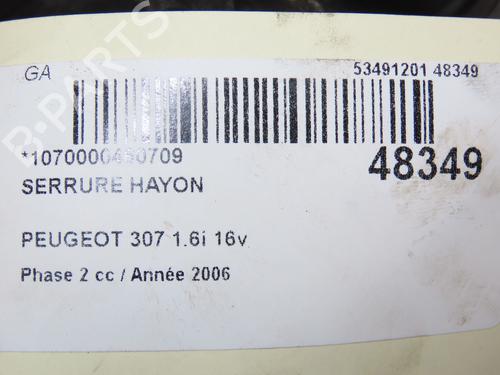 GA 53491201 48349
*1070000450709 48349
SERRURE HAYON
PEUGEOT 307 1.6i 16v
Phase 2 cc / Année 2006
B-PARTS